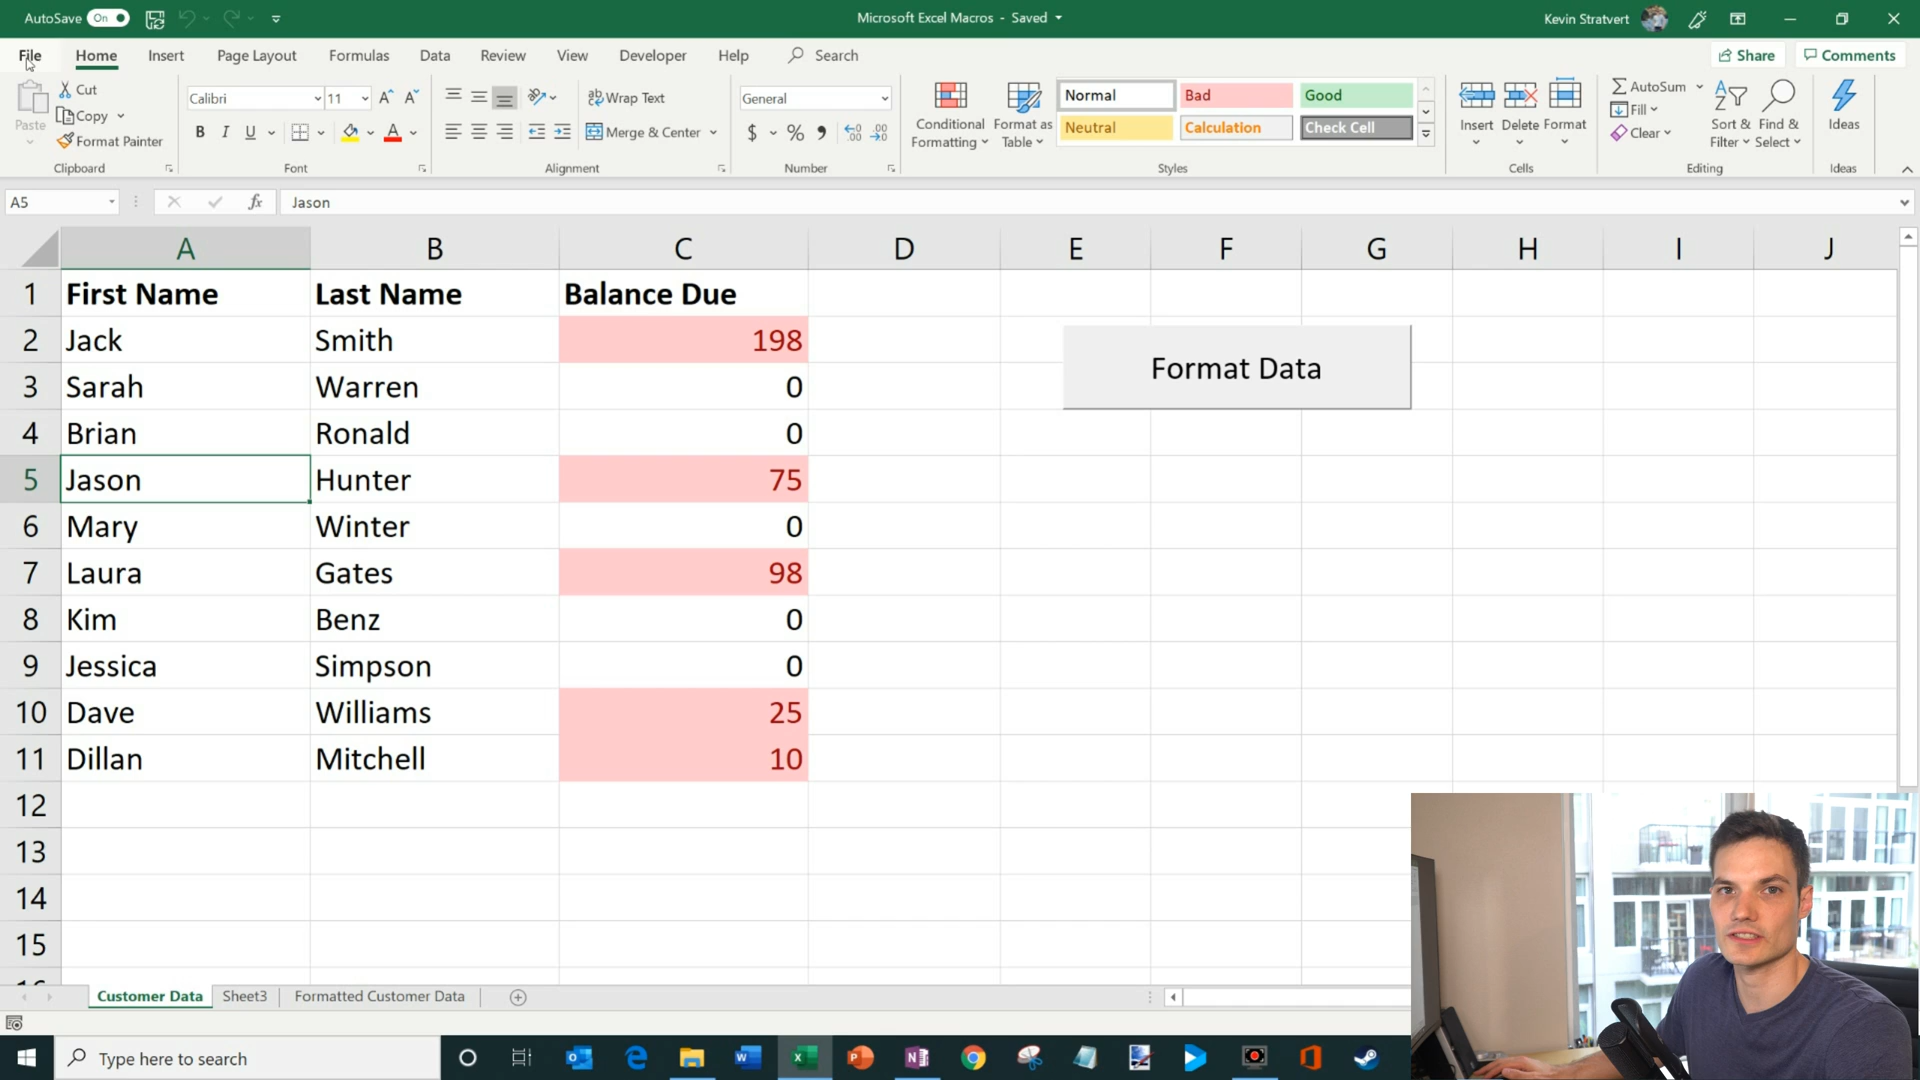 AutoSave On Microsoft Excel Macros - Saved Kevin Stratvert
File Home Insert Page Layout Formulas Data Review View Developer Help Search Share Comments
Paste Cut Copy Format Painter
Calibri 11
B I U A
Wrap Text
Merge & Center
General
$ % 9
Conditional Formatting Format as Table
Normal Bad Good
Neutral Calculation Check Cell
Insert Delete Format
AutoSum
Fill
Clear
Sort & Filter Find & Select
Ideas
Clipboard Font Alignment Number Styles Cells Editing Ideas
A5 fx Jason
A B C D E F G H I J
1 First Name Last Name Balance Due
2 Jack Smith 198
Format Data
3 Sarah Warren 0
4 Brian Ronald 0
5 Jason Hunter 75
6 Mary Winter 0
7 Laura Gates 98
8 Kim Benz 0
9 Jessica Simpson 0
10 Dave Williams 25
11 Dillan Mitchell 10
12
13
14
15
Customer Data Sheet3 Formatted Customer Data
Type here to search